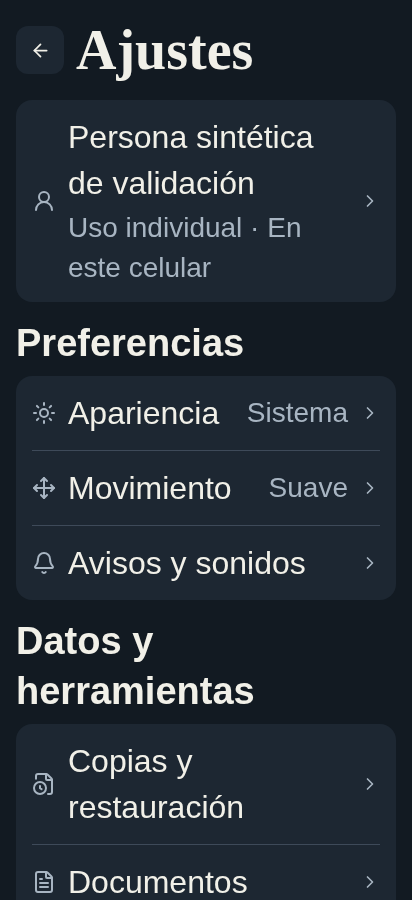 Ajustes
Persona sintética
de validación
Uso individual · En
este celular
Preferencias
Apariencia Sistema
Movimiento Suave
Avisos y sonidos
Datos y
herramientas
Copias y
restauración
Documentos